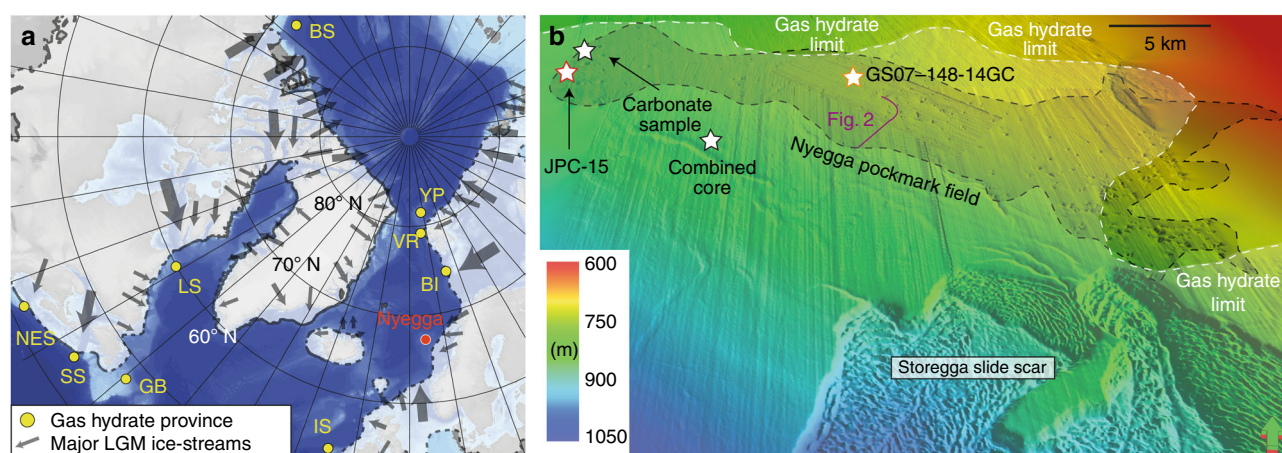 a
BS
80° N
YP
VR
70° N
BI
LS
60° N
Nyegga
NES
SS
GB
IS
Gas hydrate province
Major LGM ice-streams
b
Gas hydrate
limit
Gas hydrate
limit
5 km
GS07–148-14GC
Carbonate
sample
Fig. 2
JPC-15
Combined
core
Nyegga pockmark field
Gas hydrate
limit
600
750
(m)
900
1050
Storegga slide scar